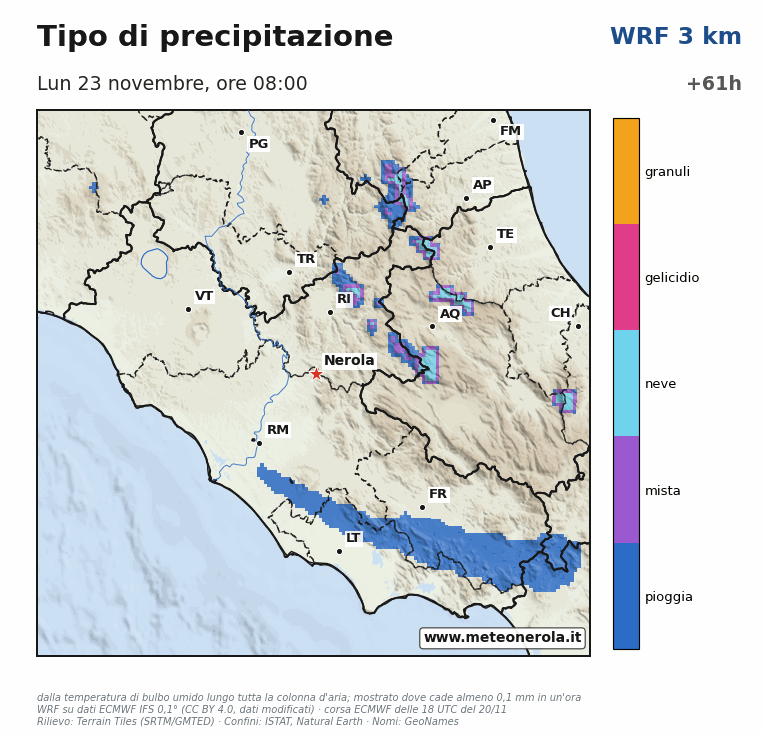 Tipo di precipitazione
WRF 3 km
Lun 23 novembre, ore 08:00
+61h
FM
PG
AP
TE
TR
VT
RI
AQ
CH
Nerola
RM
FR
LT
www.meteonerola.it
granuli
gelicidio
neve
mista
pioggia
dalla temperatura di bulbo umido lungo tutta la colonna d'aria; mostrato dove cade almeno 0,1 mm in un'ora
WRF su dati ECMWF IFS 0,1° (CC BY 4.0, dati modificati) · corsa ECMWF delle 18 UTC del 20/11
Rilievo: Terrain Tiles (SRTM/GMTED) · Confini: ISTAT, Natural Earth · Nomi: GeoNames